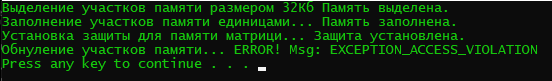 Выделение участков памяти размером 32Кб Память выделена.
Заполнение участков памяти единицами... Память заполнена.
Установка защиты для памяти матрици... Защита установлена.
Обнуление участков памяти... ERROR! Msg: EXCEPTION_ACCESS_VIOLATION
Press any key to continue . . .